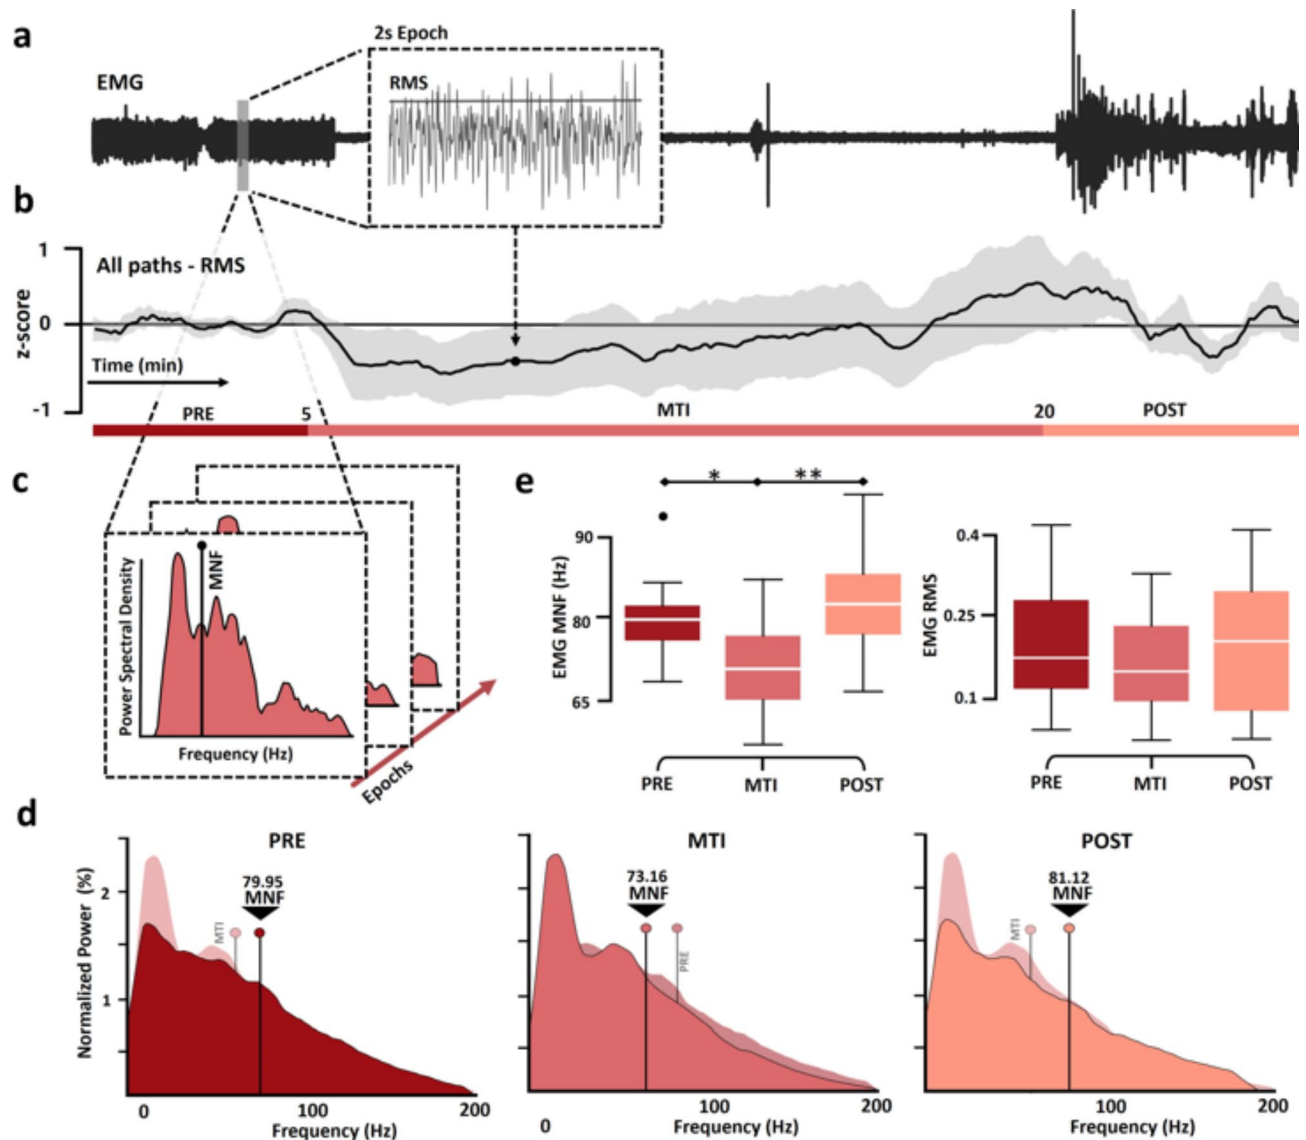 a
EMG
2s Epoch
RMS
b
1
0
-1
z-score
All paths - RMS
Time (min)
PRE
5
MTI
20
POST
c
Power Spectral Density
MNF
Frequency (Hz)
Epochs
e
*
**
EMG MNF (Hz)
90
80
65
PRE
MTI
POST
EMG RMS
0.4
0.25
0.1
PRE
MTI
POST
d
Normalized Power (%)
2
1
PRE
79.95
MNF
MTI
0
100
200
Frequency (Hz)
MTI
73.16
MNF
PRE
0
100
200
Frequency (Hz)
POST
81.12
MNF
MTI
0
100
200
Frequency (Hz)